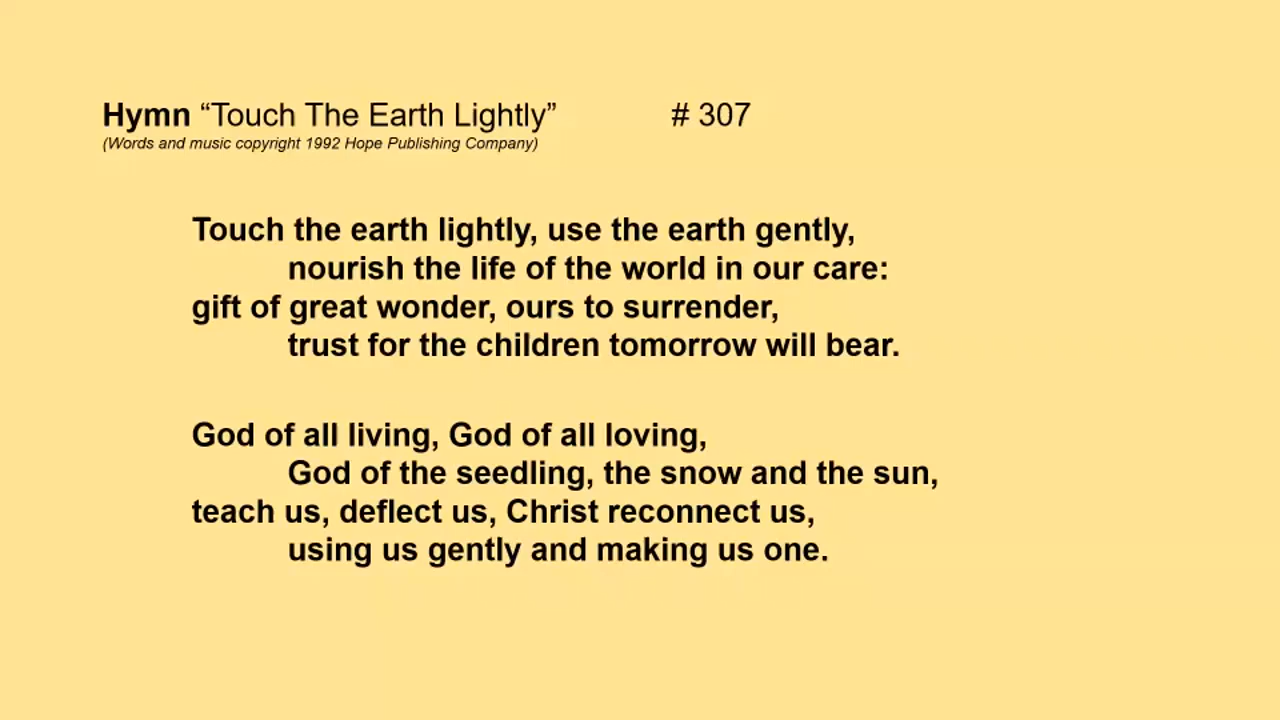 Hymn “Touch The Earth Lightly” # 307
(Words and music copyright 1992 Hope Publishing Company)
Touch the earth lightly, use the earth gently,
nourish the life of the world in our care:
gift of great wonder, ours to surrender,
trust for the children tomorrow will bear.
God of all living, God of all loving,
God of the seedling, the snow and the sun,
teach us, deflect us, Christ reconnect us,
using us gently and making us one.